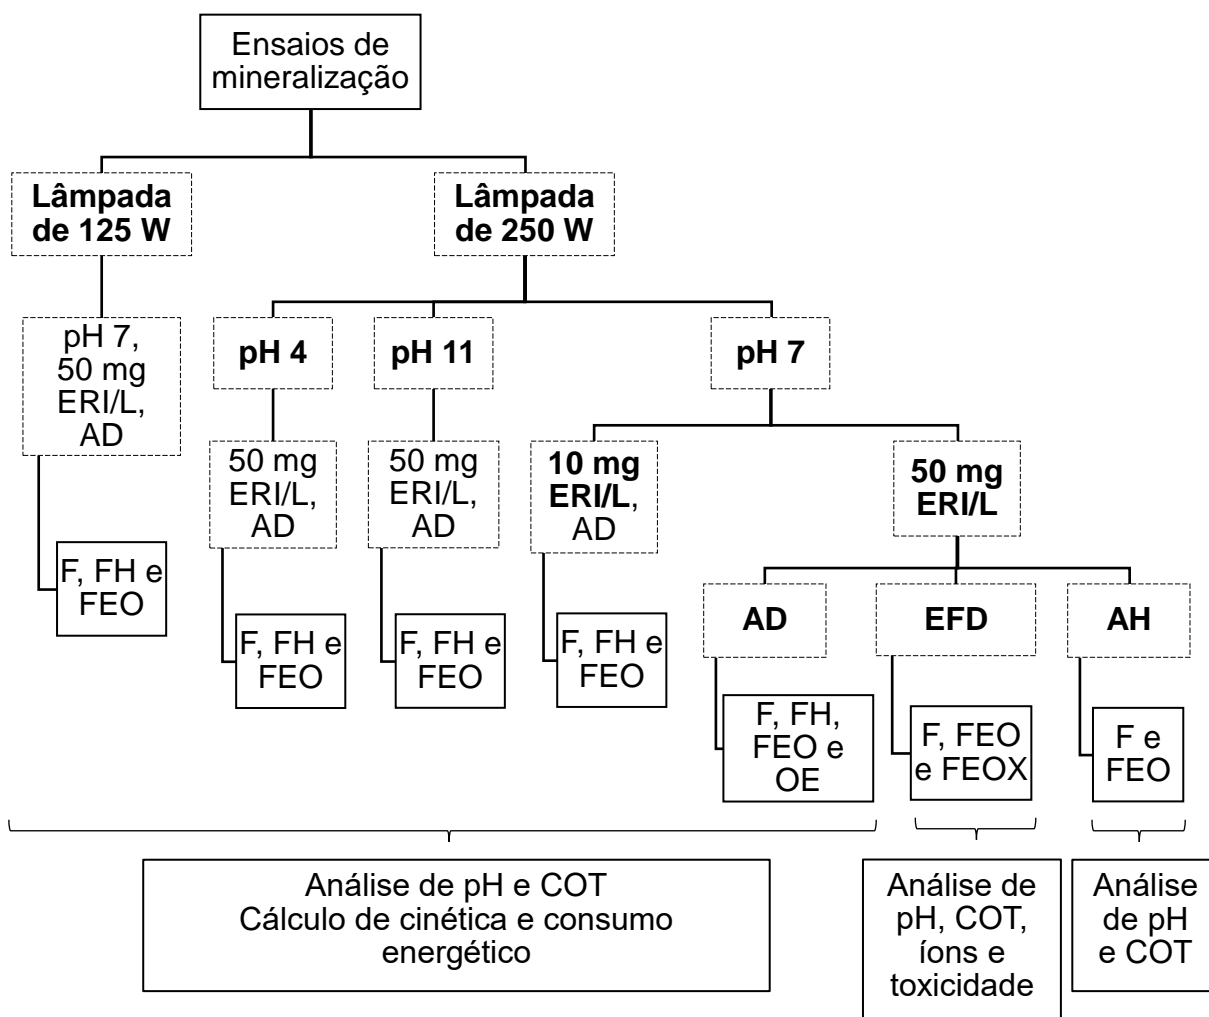 Ensaios de
mineralização
Lâmpada
de 125 W
Lâmpada
de 250 W
pH 7,
50 mg
ERI/L,
AD
pH 4
pH 11
pH 7
50 mg
ERI/L,
AD
50 mg
ERI/L,
AD
10 mg
ERI/L,
AD
50 mg
ERI/L
F, FH e
FEO
F, FH e
FEO
F, FH e
FEO
F, FH e
FEO
AD
EFD
AH
F, FH,
FEO e
OE
F, FEO
e FEOX
F e
FEO
Análise de pH e COT
Cálculo de cinética e consumo
energético
Análise de
pH, COT,
íons e
toxicidade
Análise
de pH
e COT